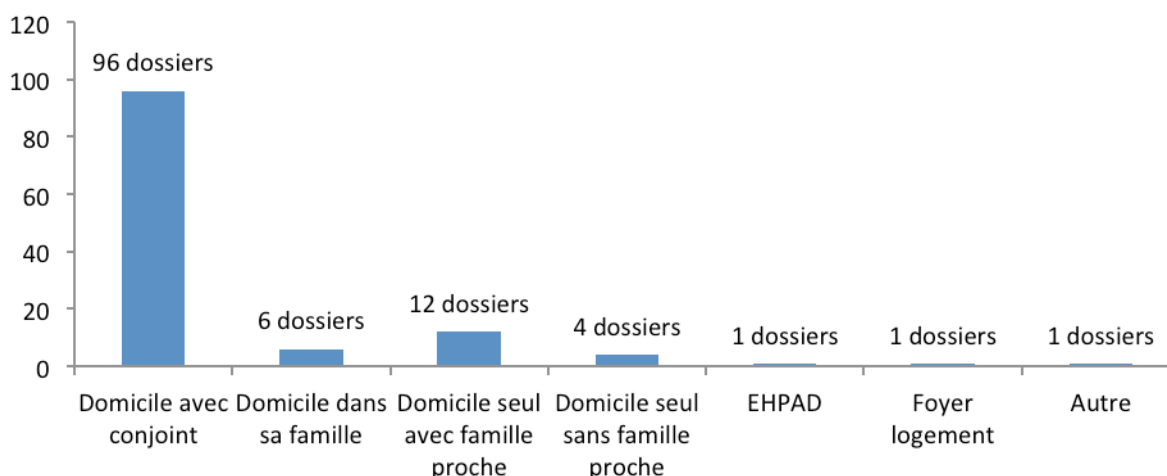 120
100
80
60
40
20
0
96 dossiers
6 dossiers
12 dossiers
4 dossiers
1 dossiers
1 dossiers
1 dossiers
Domicile avec
conjoint
Domicile dans
sa famille
Domicile seul
avec famille
proche
Domicile seul
sans famille
proche
EHPAD
Foyer
logement
Autre